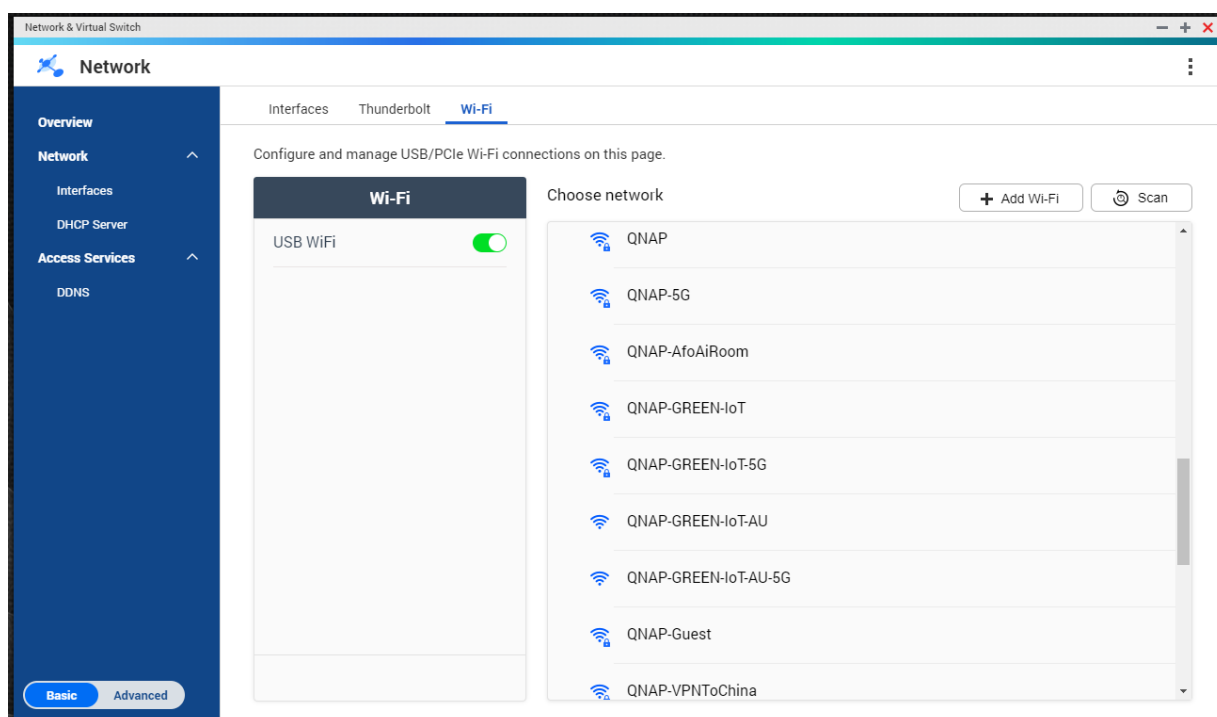 Network & Virtual Switch
Network
Overview
Network
Interfaces
DHCP Server
Access Services
DDNS
Basic
Advanced
Interfaces
Thunderbolt
Wi-Fi
Configure and manage USB/PCIe Wi-Fi connections on this page.
Wi-Fi
USB WiFi
Choose network
+ Add Wi-Fi
Scan
QNAP
QNAP-5G
QNAP-AfoAiRoom
QNAP-GREEN-IoT
QNAP-GREEN-IoT-5G
QNAP-GREEN-IoT-AU
QNAP-GREEN-IoT-AU-5G
QNAP-Guest
QNAP-VPNToChina